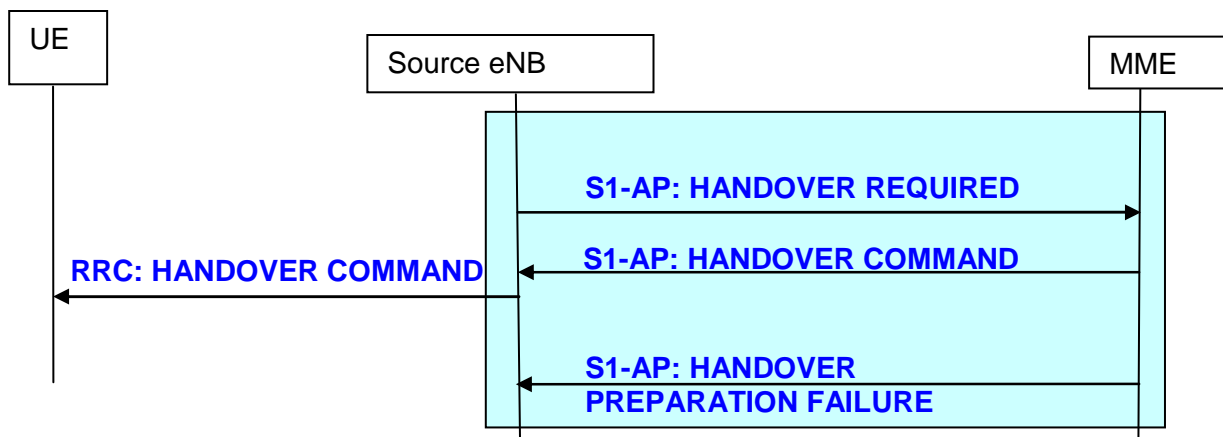 UE
Source eNB
MME
S1-AP: HANDOVER REQUIRED
S1-AP: HANDOVER COMMAND
RRC: HANDOVER COMMAND
S1-AP: HANDOVER
PREPARATION FAILURE